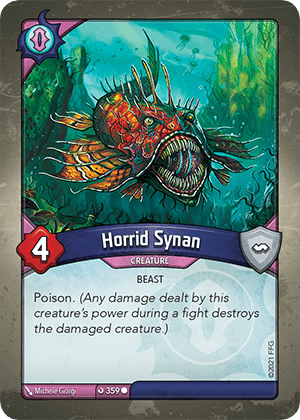 Horrid Synan
4
CREATURE
BEAST
Poison. (Any damage dealt by this
creature's power during a fight destroys
the damaged creature.)
Michele Giorgi
359
©2021 FFG